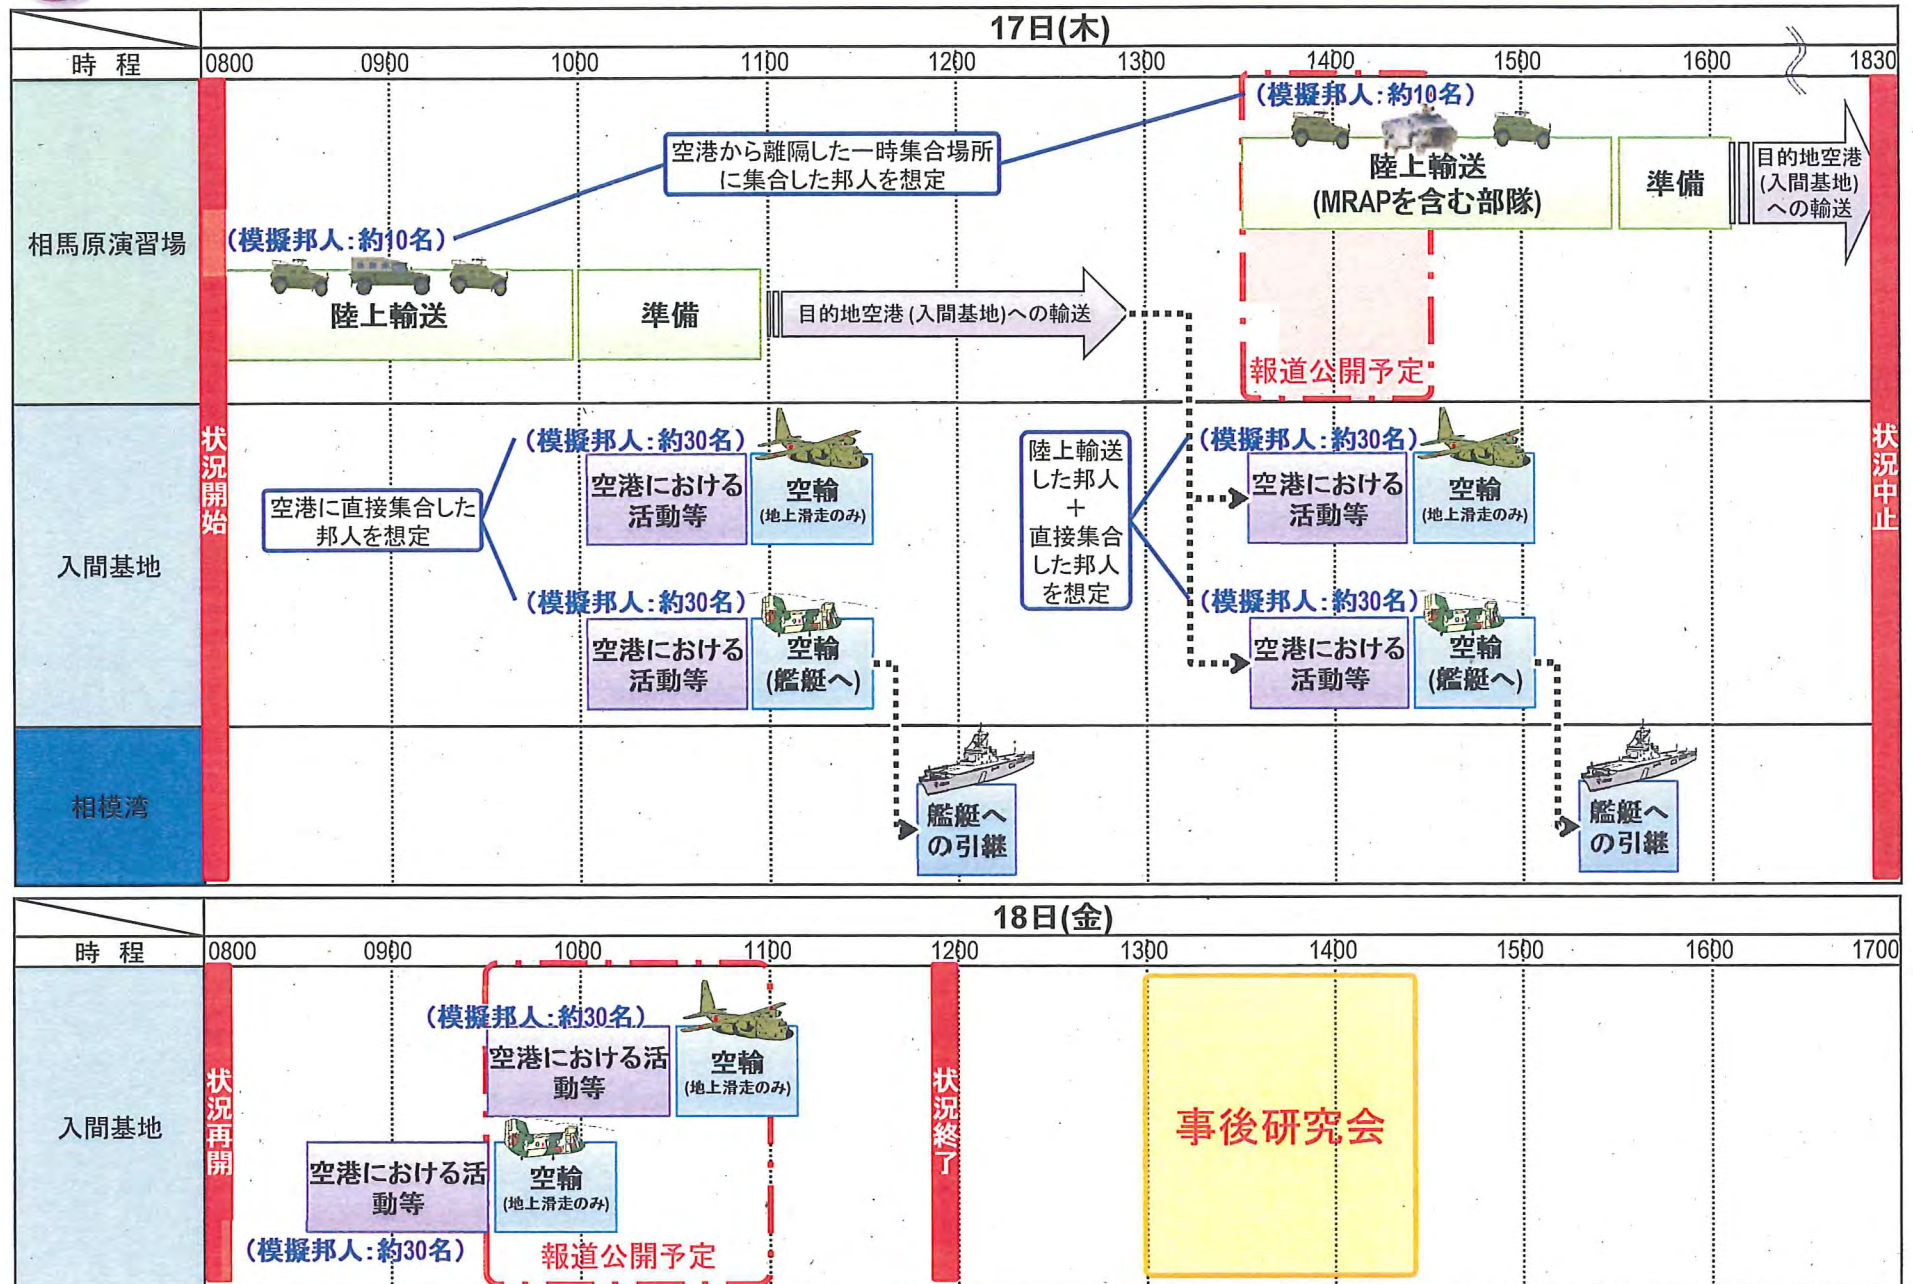 17日(木)
時 程
0800
0900
1000
1100
1200
1300
1400
1500
1600
1830
相馬原演習場
(模擬邦人:約10名)
空港から離隔した一時集合場所
に集合した邦人を想定
(模擬邦人:約10名)
陸上輸送
(MRAPを含む部隊)
準備
目的地空港
(入間基地)
への輸送
陸上輸送
準備
目的地空港(入間基地)への輸送
報道公開予定
状況開始
状況中止
入間基地
空港に直接集合した
邦人を想定
(模擬邦人:約30名)
空港における
活動等
空輸
(地上滑走のみ)
(模擬邦人:約30名)
空港における
活動等
空輸
(艦艇へ)
陸上輸送
した邦人
+
直接集合
した邦人
を想定
(模擬邦人:約30名)
空港における
活動等
空輸
(地上滑走のみ)
(模擬邦人:約30名)
空港における
活動等
空輸
(艦艇へ)
相模湾
艦艇へ
の引継
艦艇へ
の引継
18日(金)
時 程
0800
0900
1000
1100
1200
1300
1400
1500
1600
1700
入間基地
状況再開
(模擬邦人:約30名)
空港における活
動等
空輸
(地上滑走のみ)
空港における活
動等
空輸
(地上滑走のみ)
(模擬邦人:約30名)
報道公開予定
状況終了
事後研究会